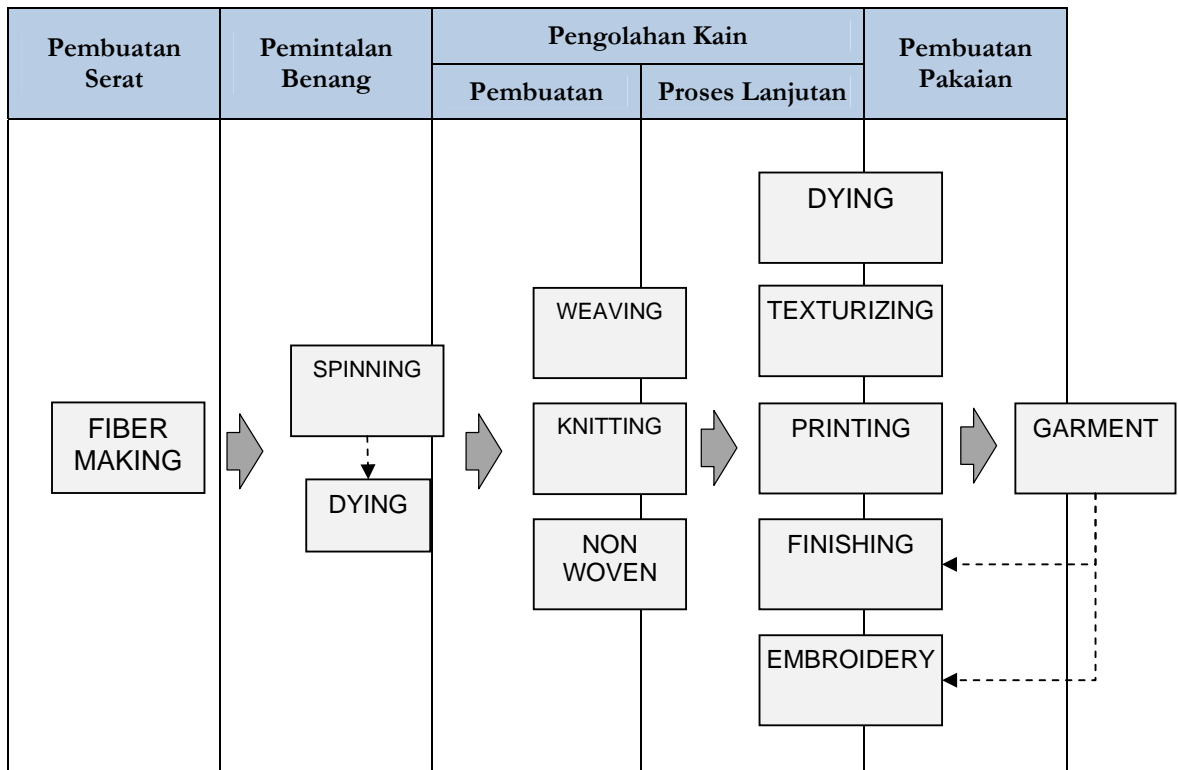 Pembuatan
Serat
Pemintalan
Benang
Pengolahan Kain
Pembuatan
Proses Lanjutan
Pembuatan
Pakaian
FIBER
MAKING
SPINNING
DYING
WEAVING
KNITTING
NON
WOVEN
DYING
TEXTURIZING
PRINTING
FINISHING
EMBROIDERY
GARMENT